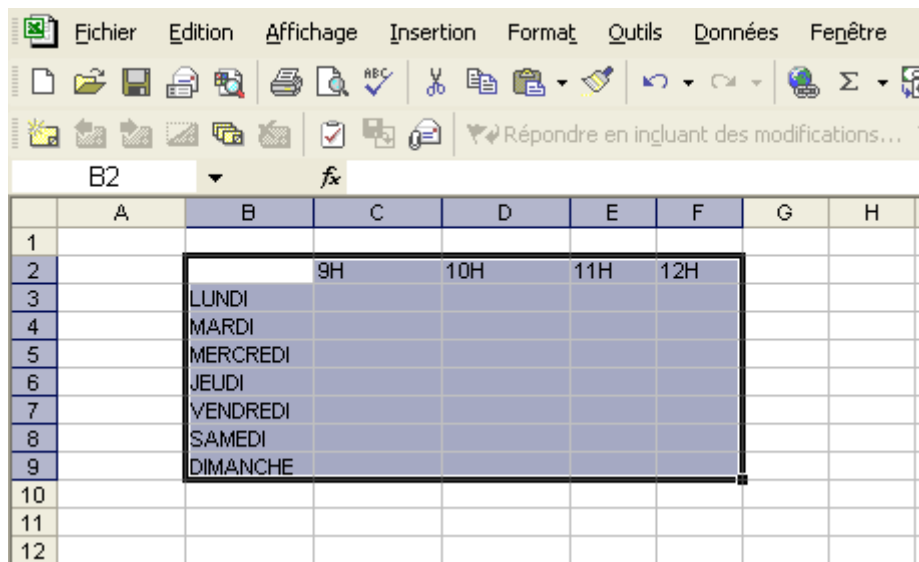 Fichier Edition Affichage Insertion Format Outils Données Fenêtre
ABC Σ
Répondre en incluant des modifications...
B2 fx
A B C D E F G H
1
2 9H 10H 11H 12H
3 LUNDI
4 MARDI
5 MERCREDI
6 JEUDI
7 VENDREDI
8 SAMEDI
9 DIMANCHE
10
11
12